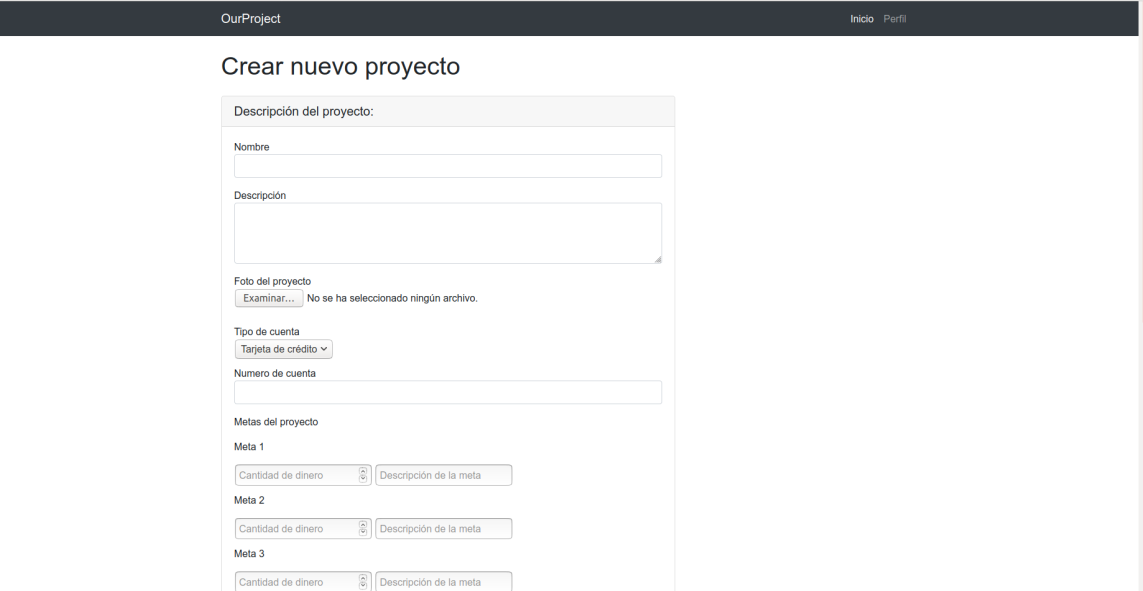 OurProject Inicio Perfil
Crear nuevo proyecto
Descripción del proyecto:
Nombre
Descripción
Foto del proyecto
Examinar... No se ha seleccionado ningún archivo.
Tipo de cuenta
Tarjeta de crédito
Numero de cuenta
Metas del proyecto
Meta 1
Cantidad de dinero Descripción de la meta
Meta 2
Cantidad de dinero Descripción de la meta
Meta 3
Cantidad de dinero Descripción de la meta